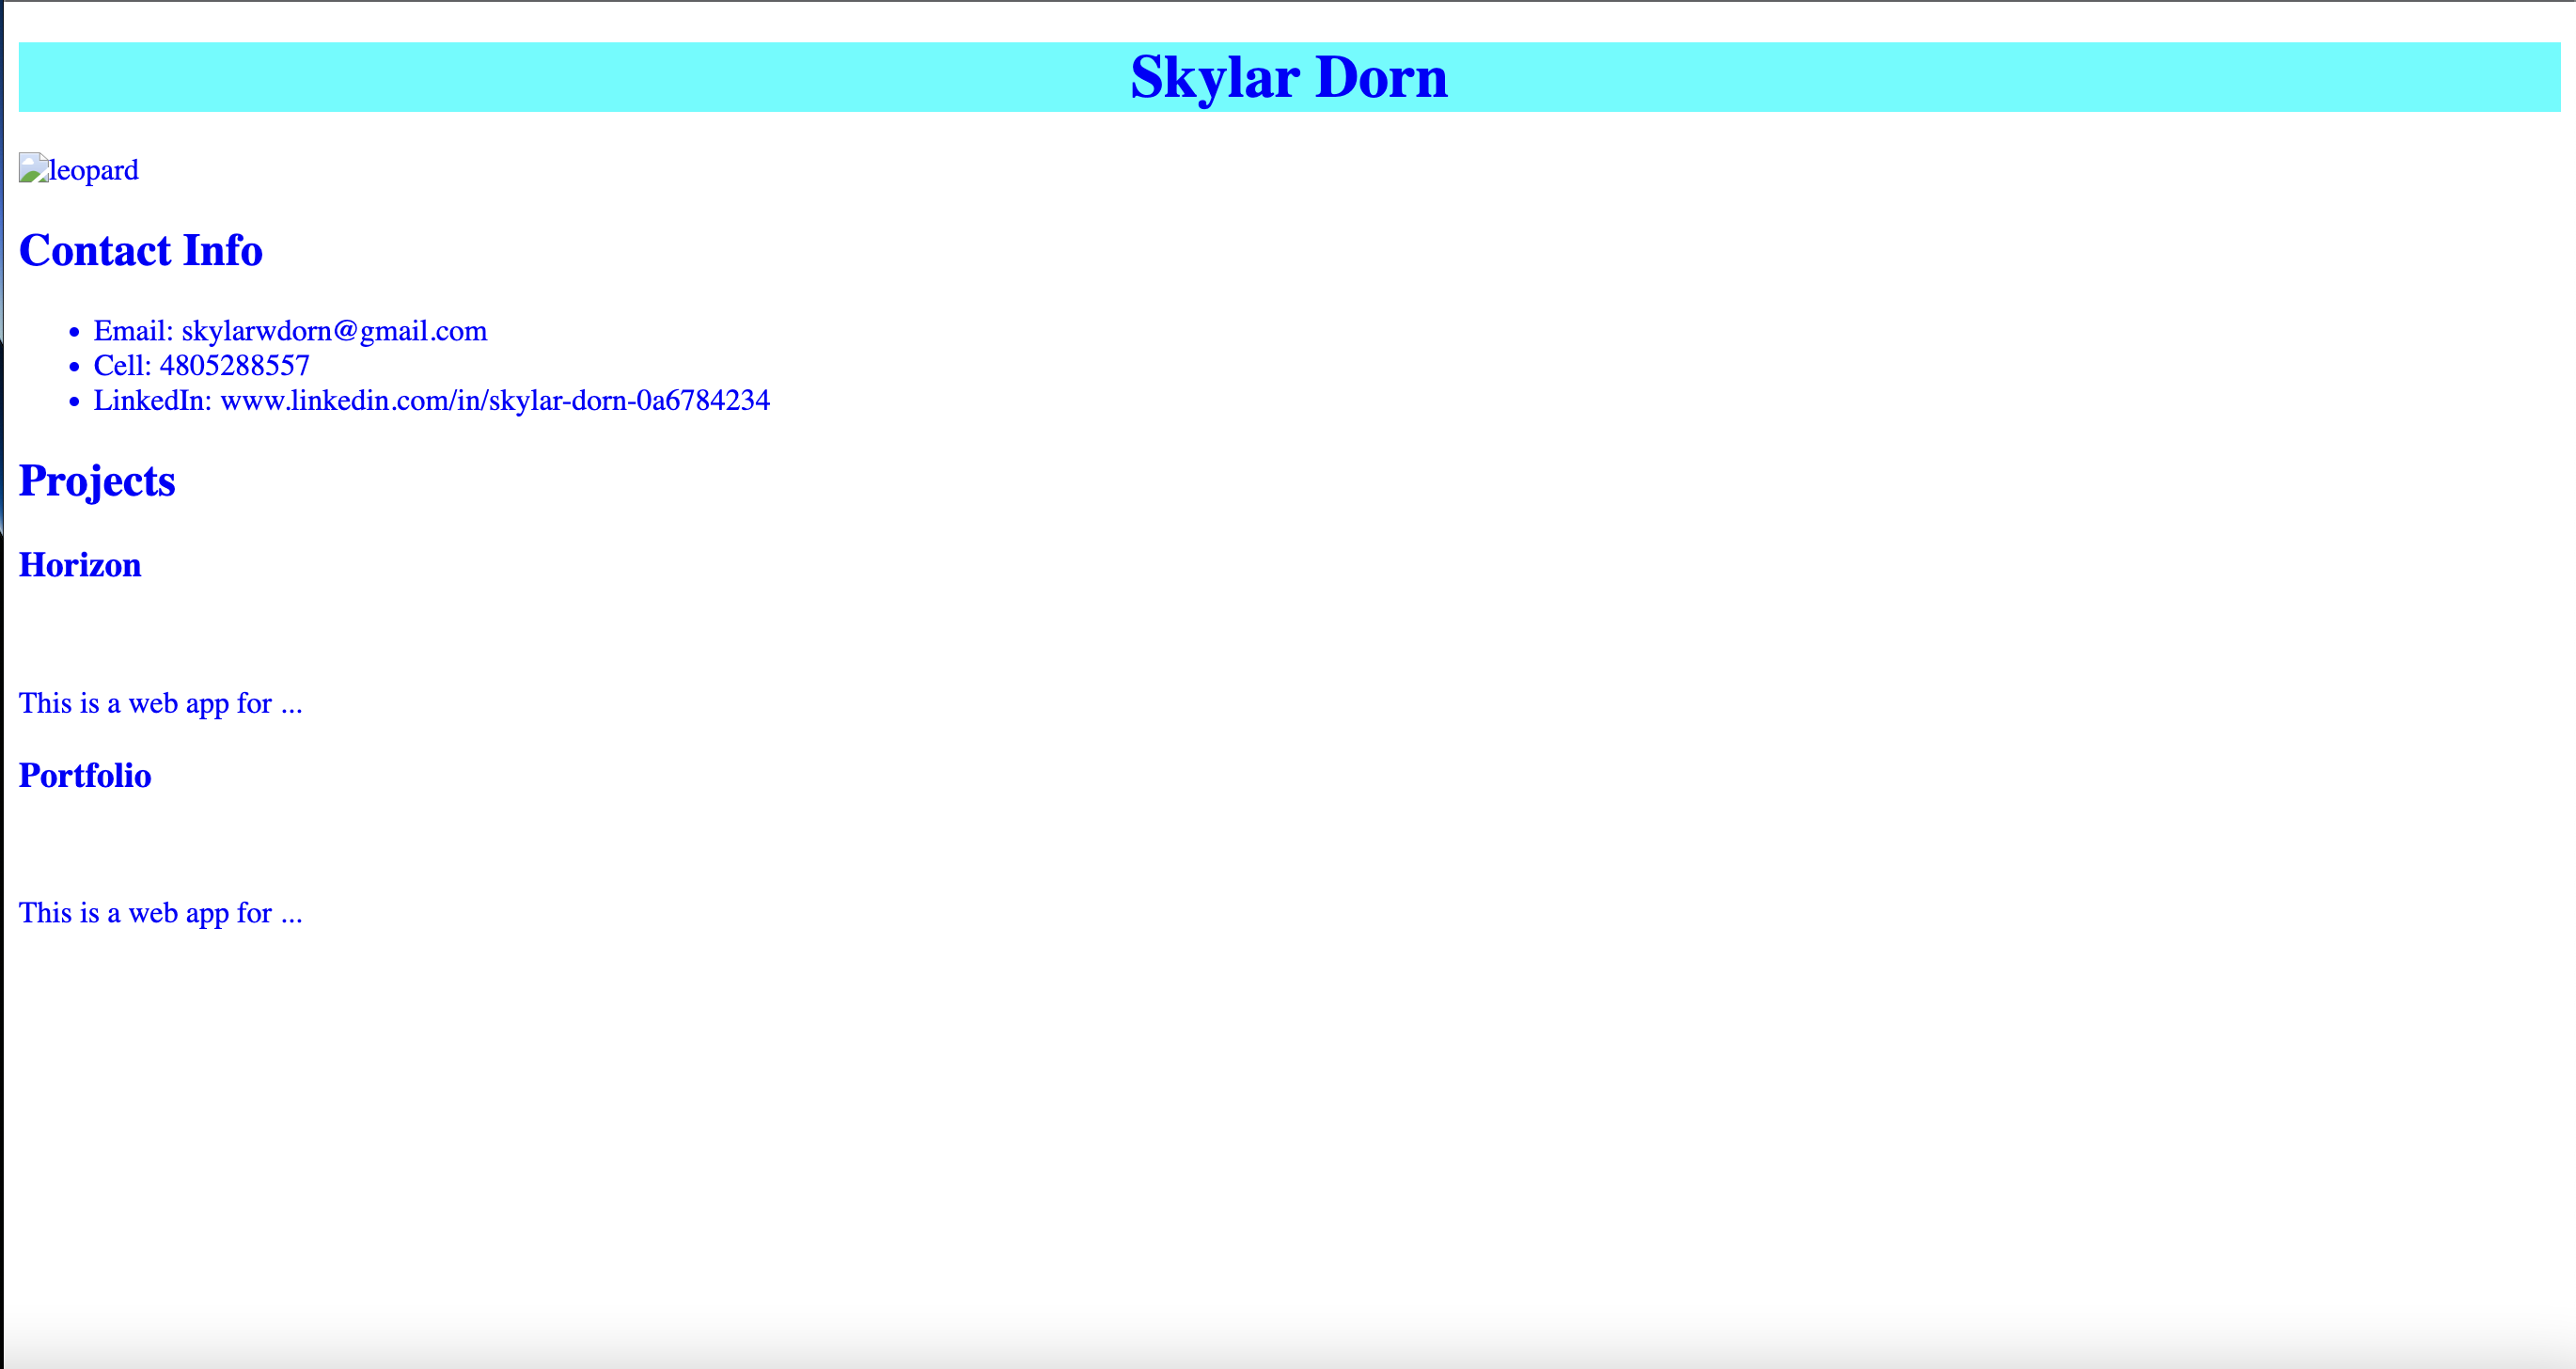 Skylar Dorn
leopard
Contact Info
Email: skylarwdorn@gmail.com
Cell: 4805288557
LinkedIn: www.linkedin.com/in/skylar-dorn-0a6784234
Projects
Horizon
This is a web app for ...
Portfolio
This is a web app for ...